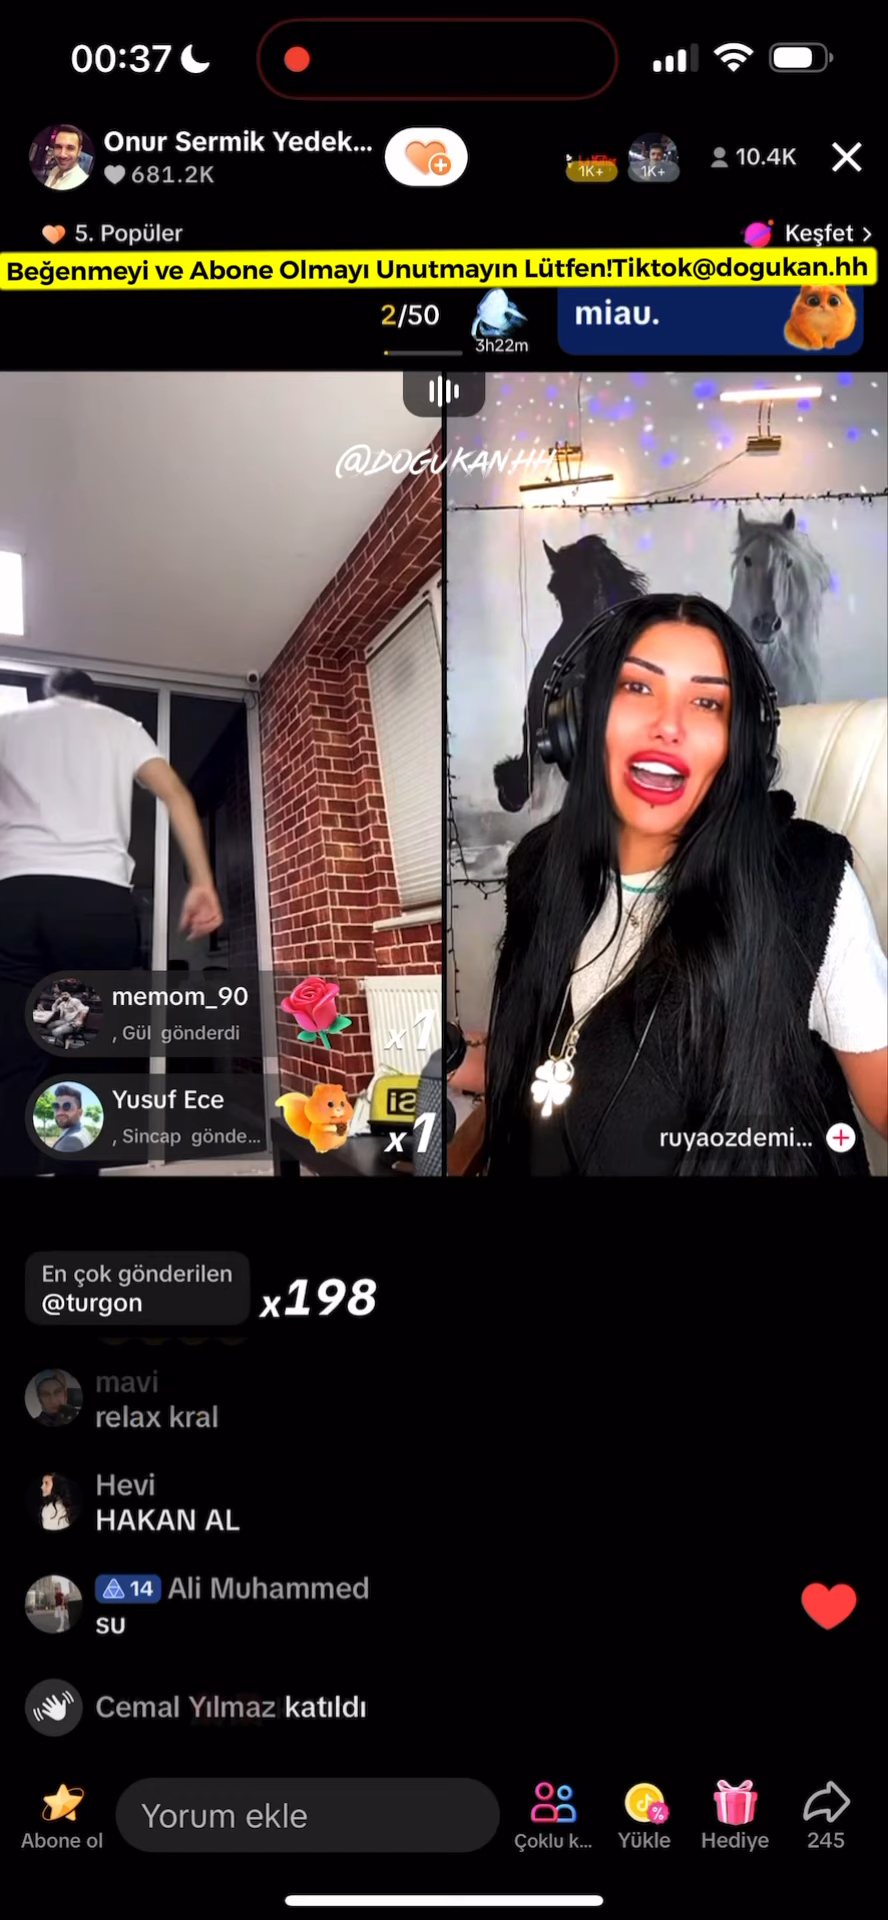 00:37
Onur Sermik Yedek...
681.2K
1K+
1K+
10.4K
5. Popüler
Keşfet >
Beğenmeyi ve Abone Olmayı Unutmayın Lütfen!Tiktok@dogukan.hh
2/50
3h22m
miau.
@DOGUKAN.HH
memom_90
, Gül gönderdi
x1
Yusuf Ece
, Sincap gönde...
x1
ruyaozdemi...
En çok gönderilen
@turgon
x198
mavi
relax kral
Hevi
HAKAN AL
14 Ali Muhammed
su
Cemal Yılmaz katıldı
Yorum ekle
Abone ol
Çoklu k...
Yükle
Hediye
245